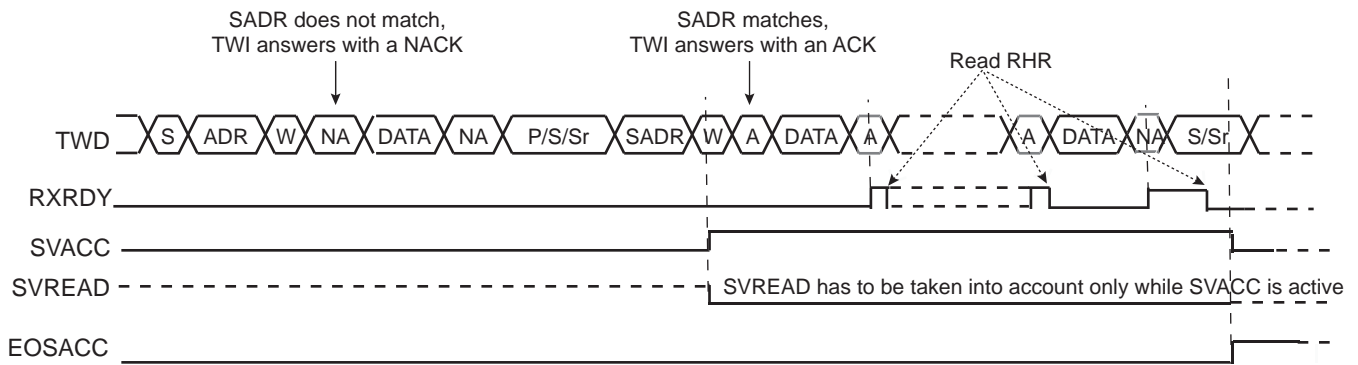 SADR does not match,
TWI answers with a NACK
SADR matches,
TWI answers with an ACK
Read RHR
TWD S ADR W NA DATA NA P/S/Sr SADR W A DATA A A DATA NA S/Sr
RXRDY
SVACC
SVREAD SVREAD has to be taken into account only while SVACC is active
EOSACC